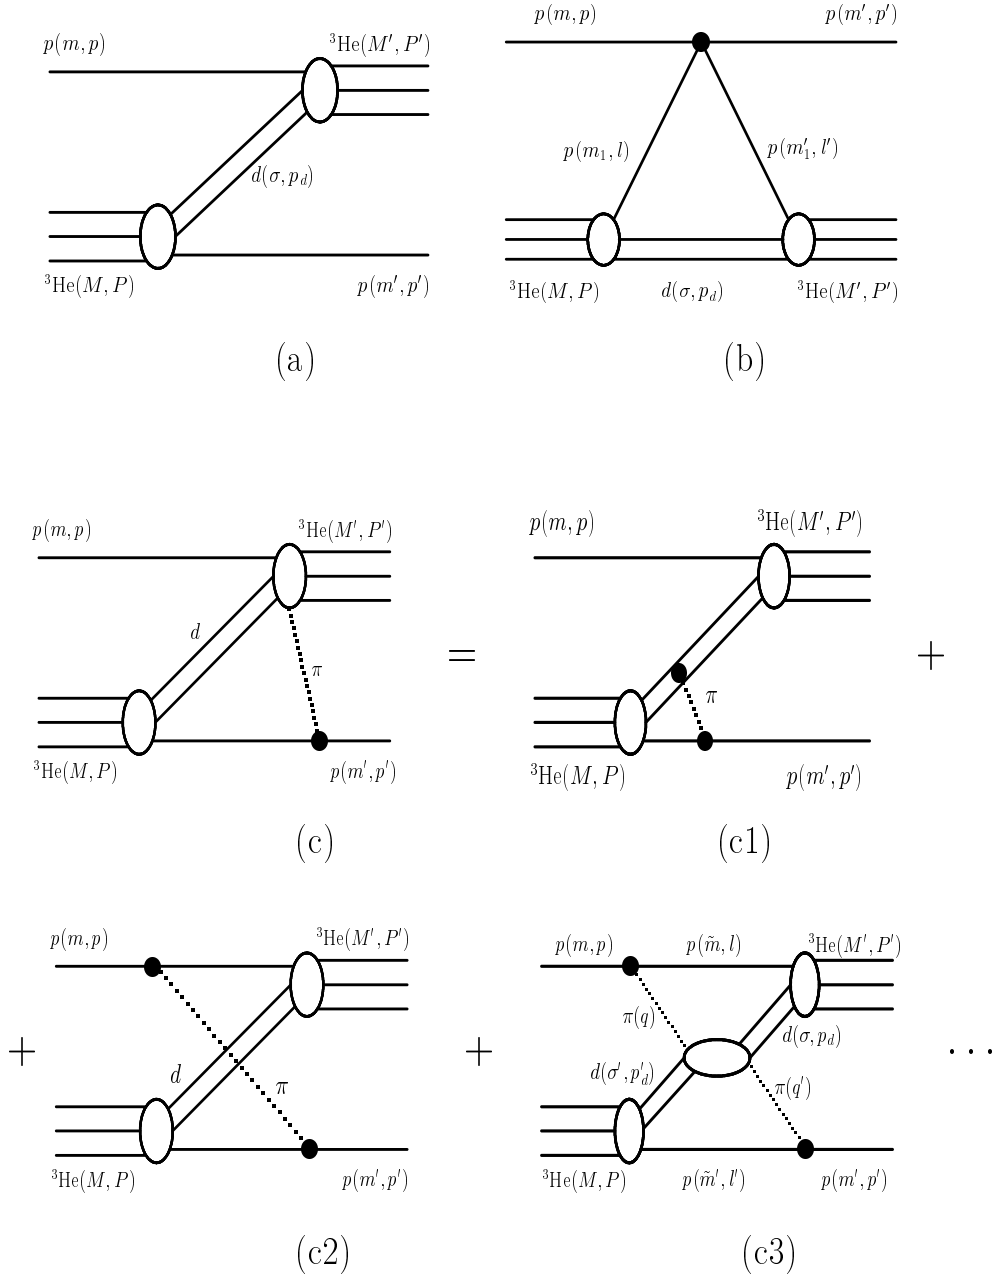 p(m, p)
³He(M′, P′)
d(σ, p_d)
³He(M, P)
p(m′, p′)
(a)
p(m, p)
p(m′, p′)
p(m₁, l)
p(m′₁, l′)
³He(M, P)
d(σ, p_d)
³He(M′, P′)
(b)
p(m, p)
³He(M′, P′)
d
π
³He(M, P)
p(m′, p′)
(c)
=
p(m, p)
³He(M′, P′)
π
³He(M, P)
p(m′, p′)
(c1)
+
+
p(m, p)
³He(M′, P′)
d
π
³He(M, P)
p(m′, p′)
(c2)
+
p(m, p)
p(m̃, l)
³He(M′, P′)
π(q)
d(σ, p_d)
d(σ′, p′_d)
π(q′)
³He(M, P)
p(m̃′, l′)
p(m′, p′)
(c3)
· · ·